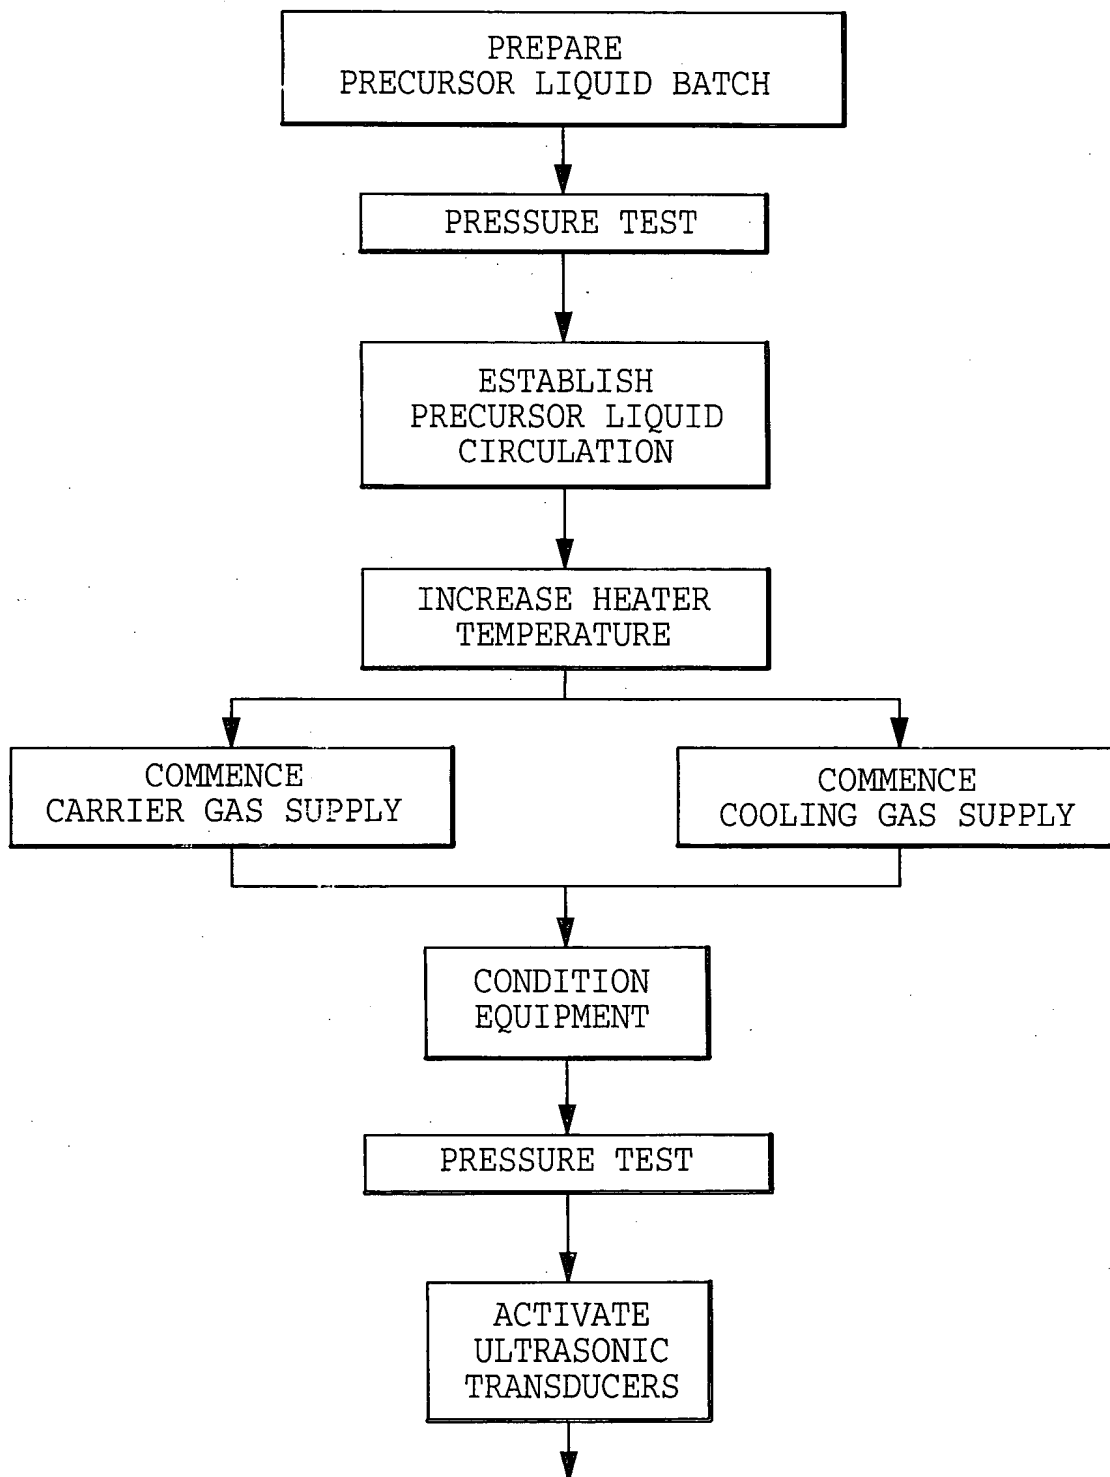 PREPARE
PRECURSOR LIQUID BATCH
PRESSURE TEST
ESTABLISH
PRECURSOR LIQUID
CIRCULATION
INCREASE HEATER
TEMPERATURE
COMMENCE
CARRIER GAS SUPPLY
COMMENCE
COOLING GAS SUPPLY
CONDITION
EQUIPMENT
PRESSURE TEST
ACTIVATE
ULTRASONIC
TRANSDUCERS